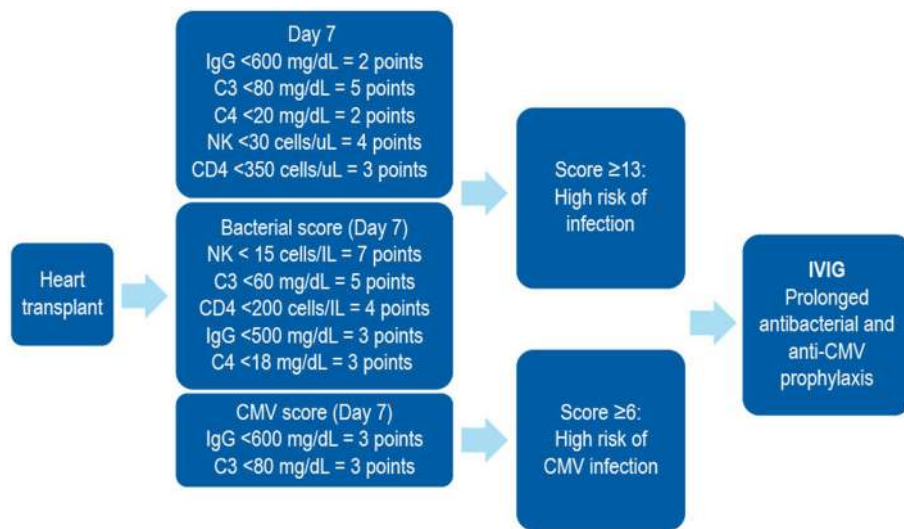 Heart
transplant
Day 7
IgG <600 mg/dL = 2 points
C3 <80 mg/dL = 5 points
C4 <20 mg/dL = 2 points
NK <30 cells/uL = 4 points
CD4 <350 cells/uL = 3 points
Bacterial score (Day 7)
NK < 15 cells/IL = 7 points
C3 <60 mg/dL = 5 points
CD4 <200 cells/IL = 4 points
IgG <500 mg/dL = 3 points
C4 <18 mg/dL = 3 points
CMV score (Day 7)
IgG <600 mg/dL = 3 points
C3 <80 mg/dL = 3 points
Score ≥13:
High risk of
infection
Score ≥6:
High risk of
CMV infection
IVIG
Prolonged
antibacterial and
anti-CMV
prophylaxis